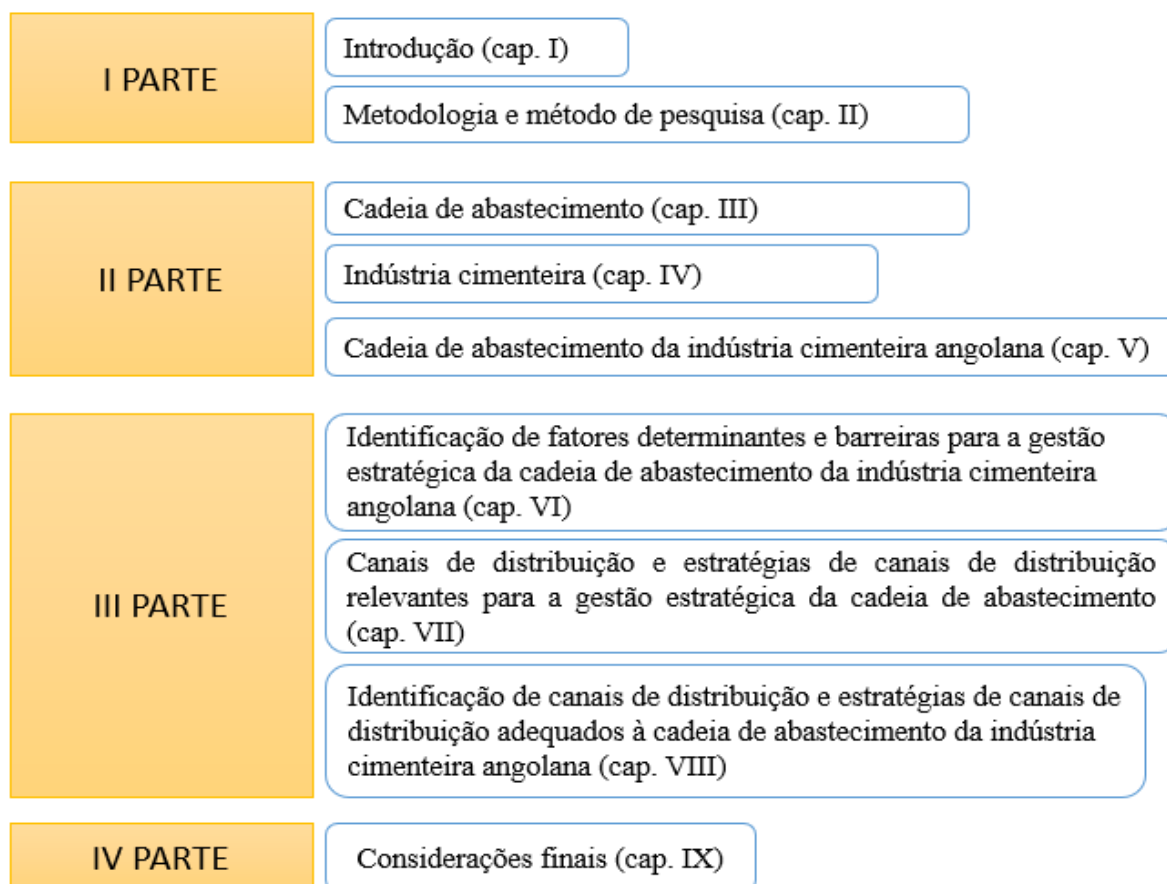 I PARTE
Introdução (cap. I)
Metodologia e método de pesquisa (cap. II)
II PARTE
Cadeia de abastecimento (cap. III)
Indústria cimenteira (cap. IV)
Cadeia de abastecimento da indústria cimenteira angolana (cap. V)
III PARTE
Identificação de fatores determinantes e barreiras para a gestão
estratégica da cadeia de abastecimento da indústria cimenteira
angolana (cap. VI)
Canais de distribuição e estratégias de canais de distribuição
relevantes para a gestão estratégica da cadeia de abastecimento
(cap. VII)
Identificação de canais de distribuição e estratégias de canais de
distribuição adequados à cadeia de abastecimento da indústria
cimenteira angolana (cap. VIII)
IV PARTE
Considerações finais (cap. IX)